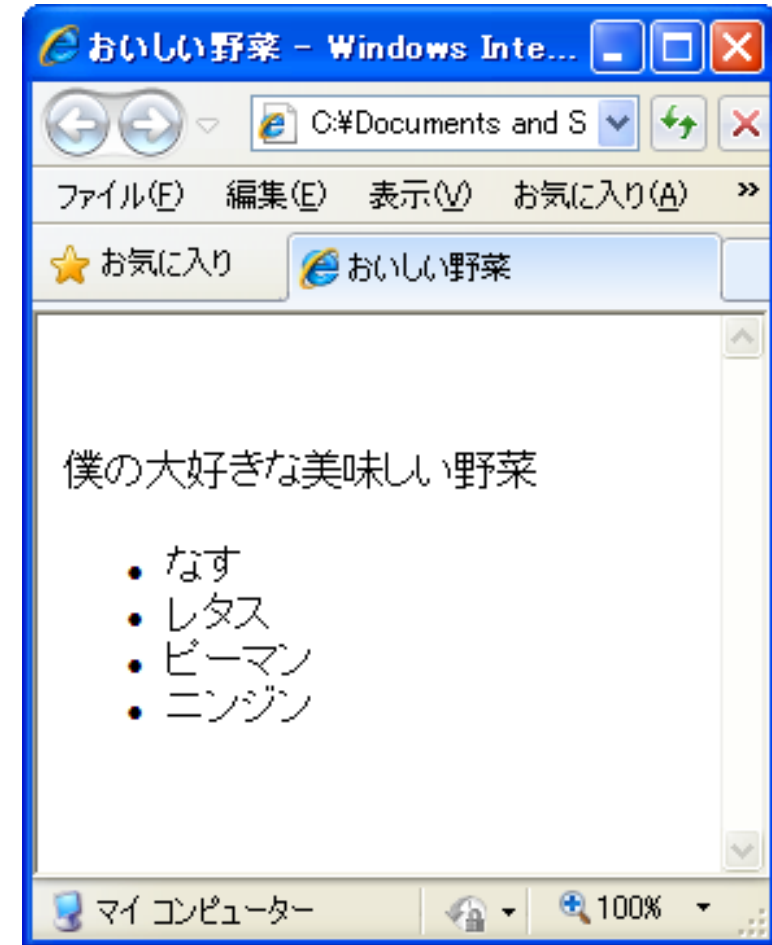 おいしい野菜 - Windows Inte...
C:¥Documents and S
ファイル(F) 編集(E) 表示(V) お気に入り(A) »
お気に入り おいしい野菜
僕の大好きな美味しい野菜
• なす
• レタス
• ピーマン
• ニンジン
マイ コンピューター 100%